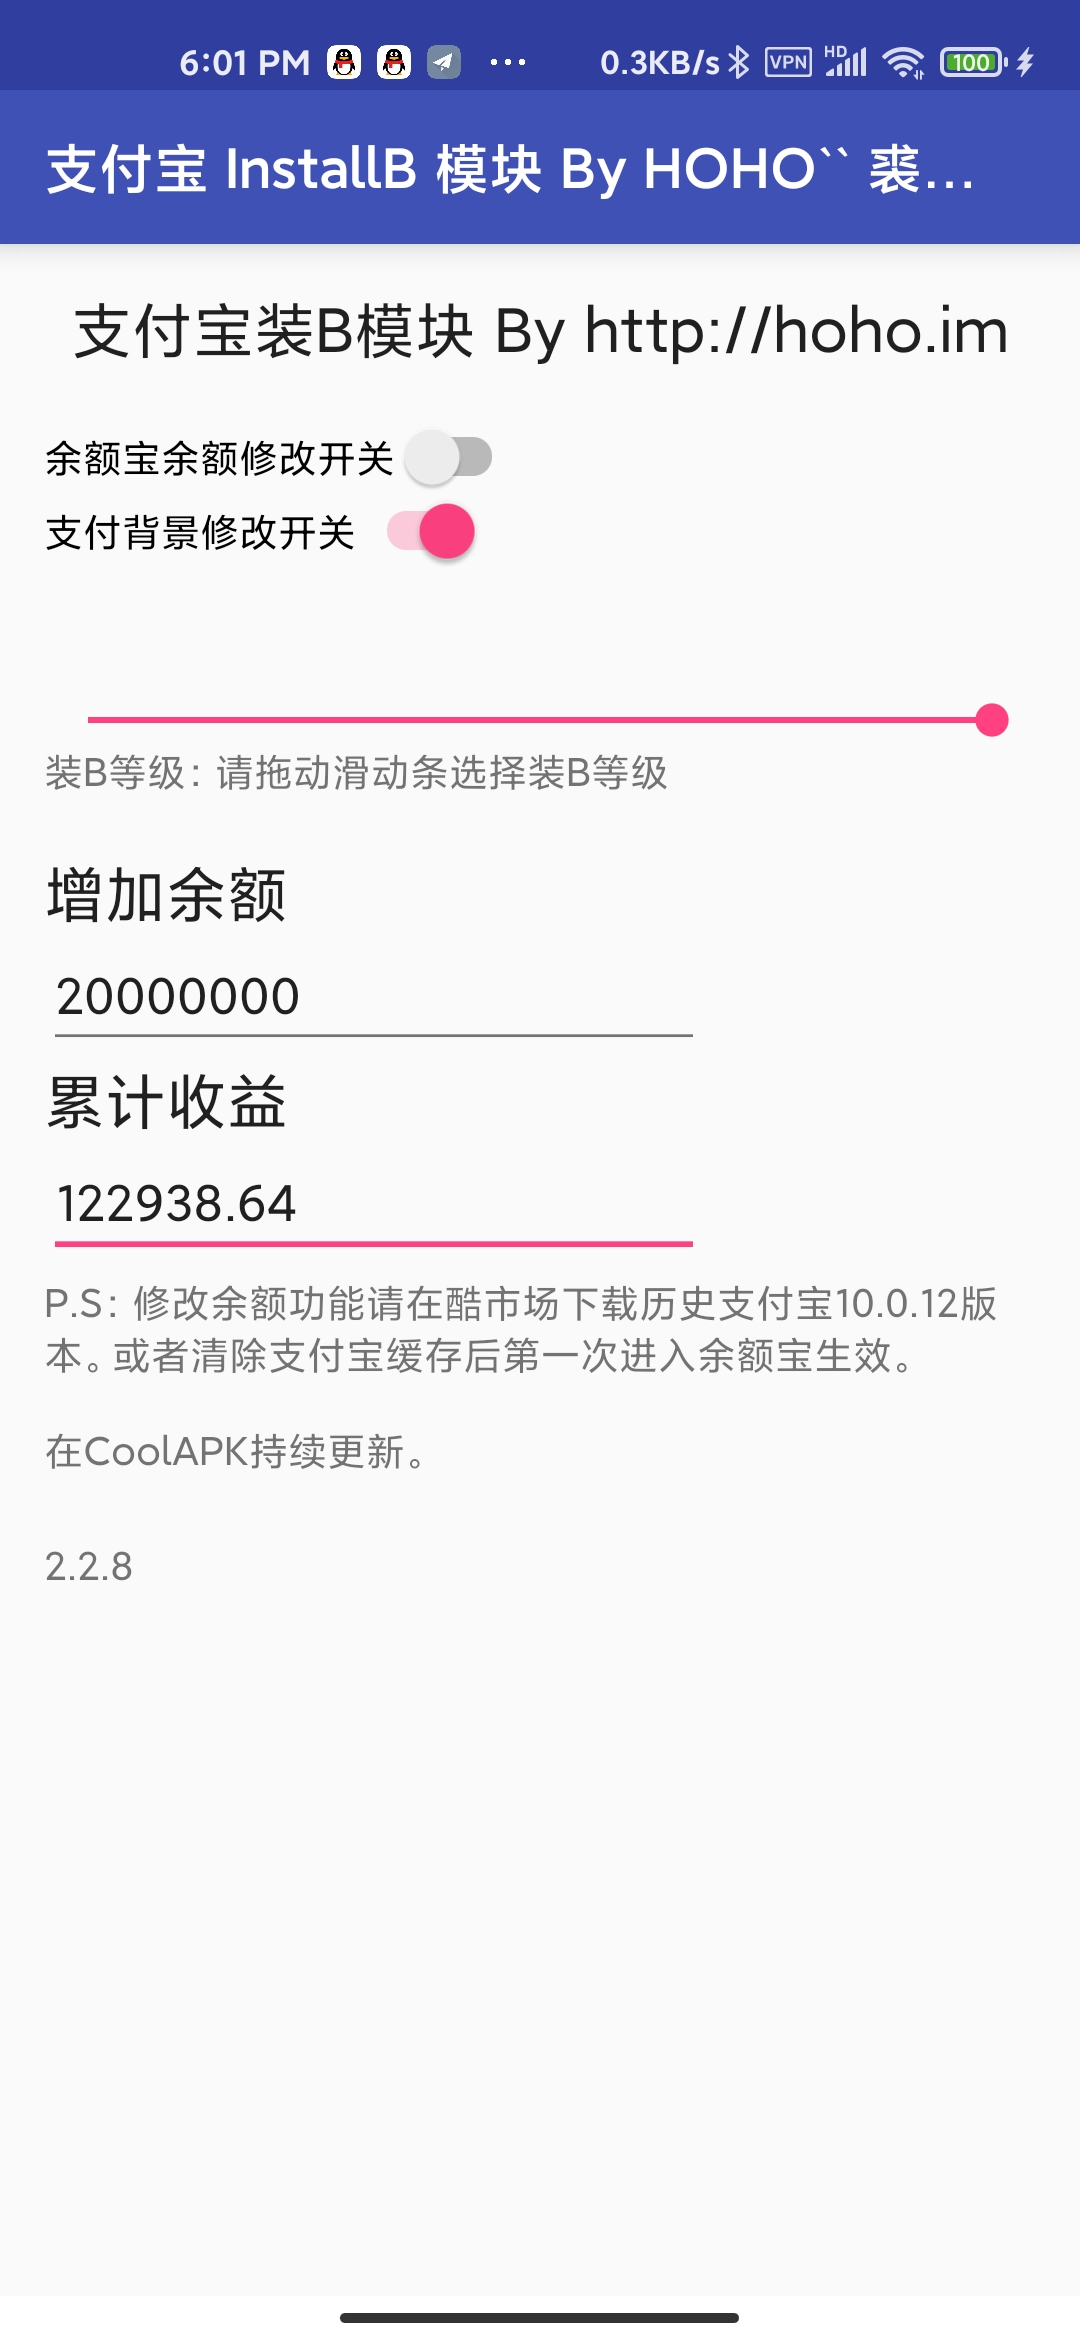 6:01 PM ... 0.3KB/s VPN HD 100
支付宝 InstallB 模块 By HOHO`` 裘...
支付宝装B模块 By http://hoho.im
余额宝余额修改开关
支付背景修改开关
装B等级：请拖动滑动条选择装B等级
增加余额
20000000
累计收益
122938.64
P.S：修改余额功能请在酷市场下载历史支付宝10.0.12版
本。或者清除支付宝缓存后第一次进入余额宝生效。
在CoolAPK持续更新。
2.2.8